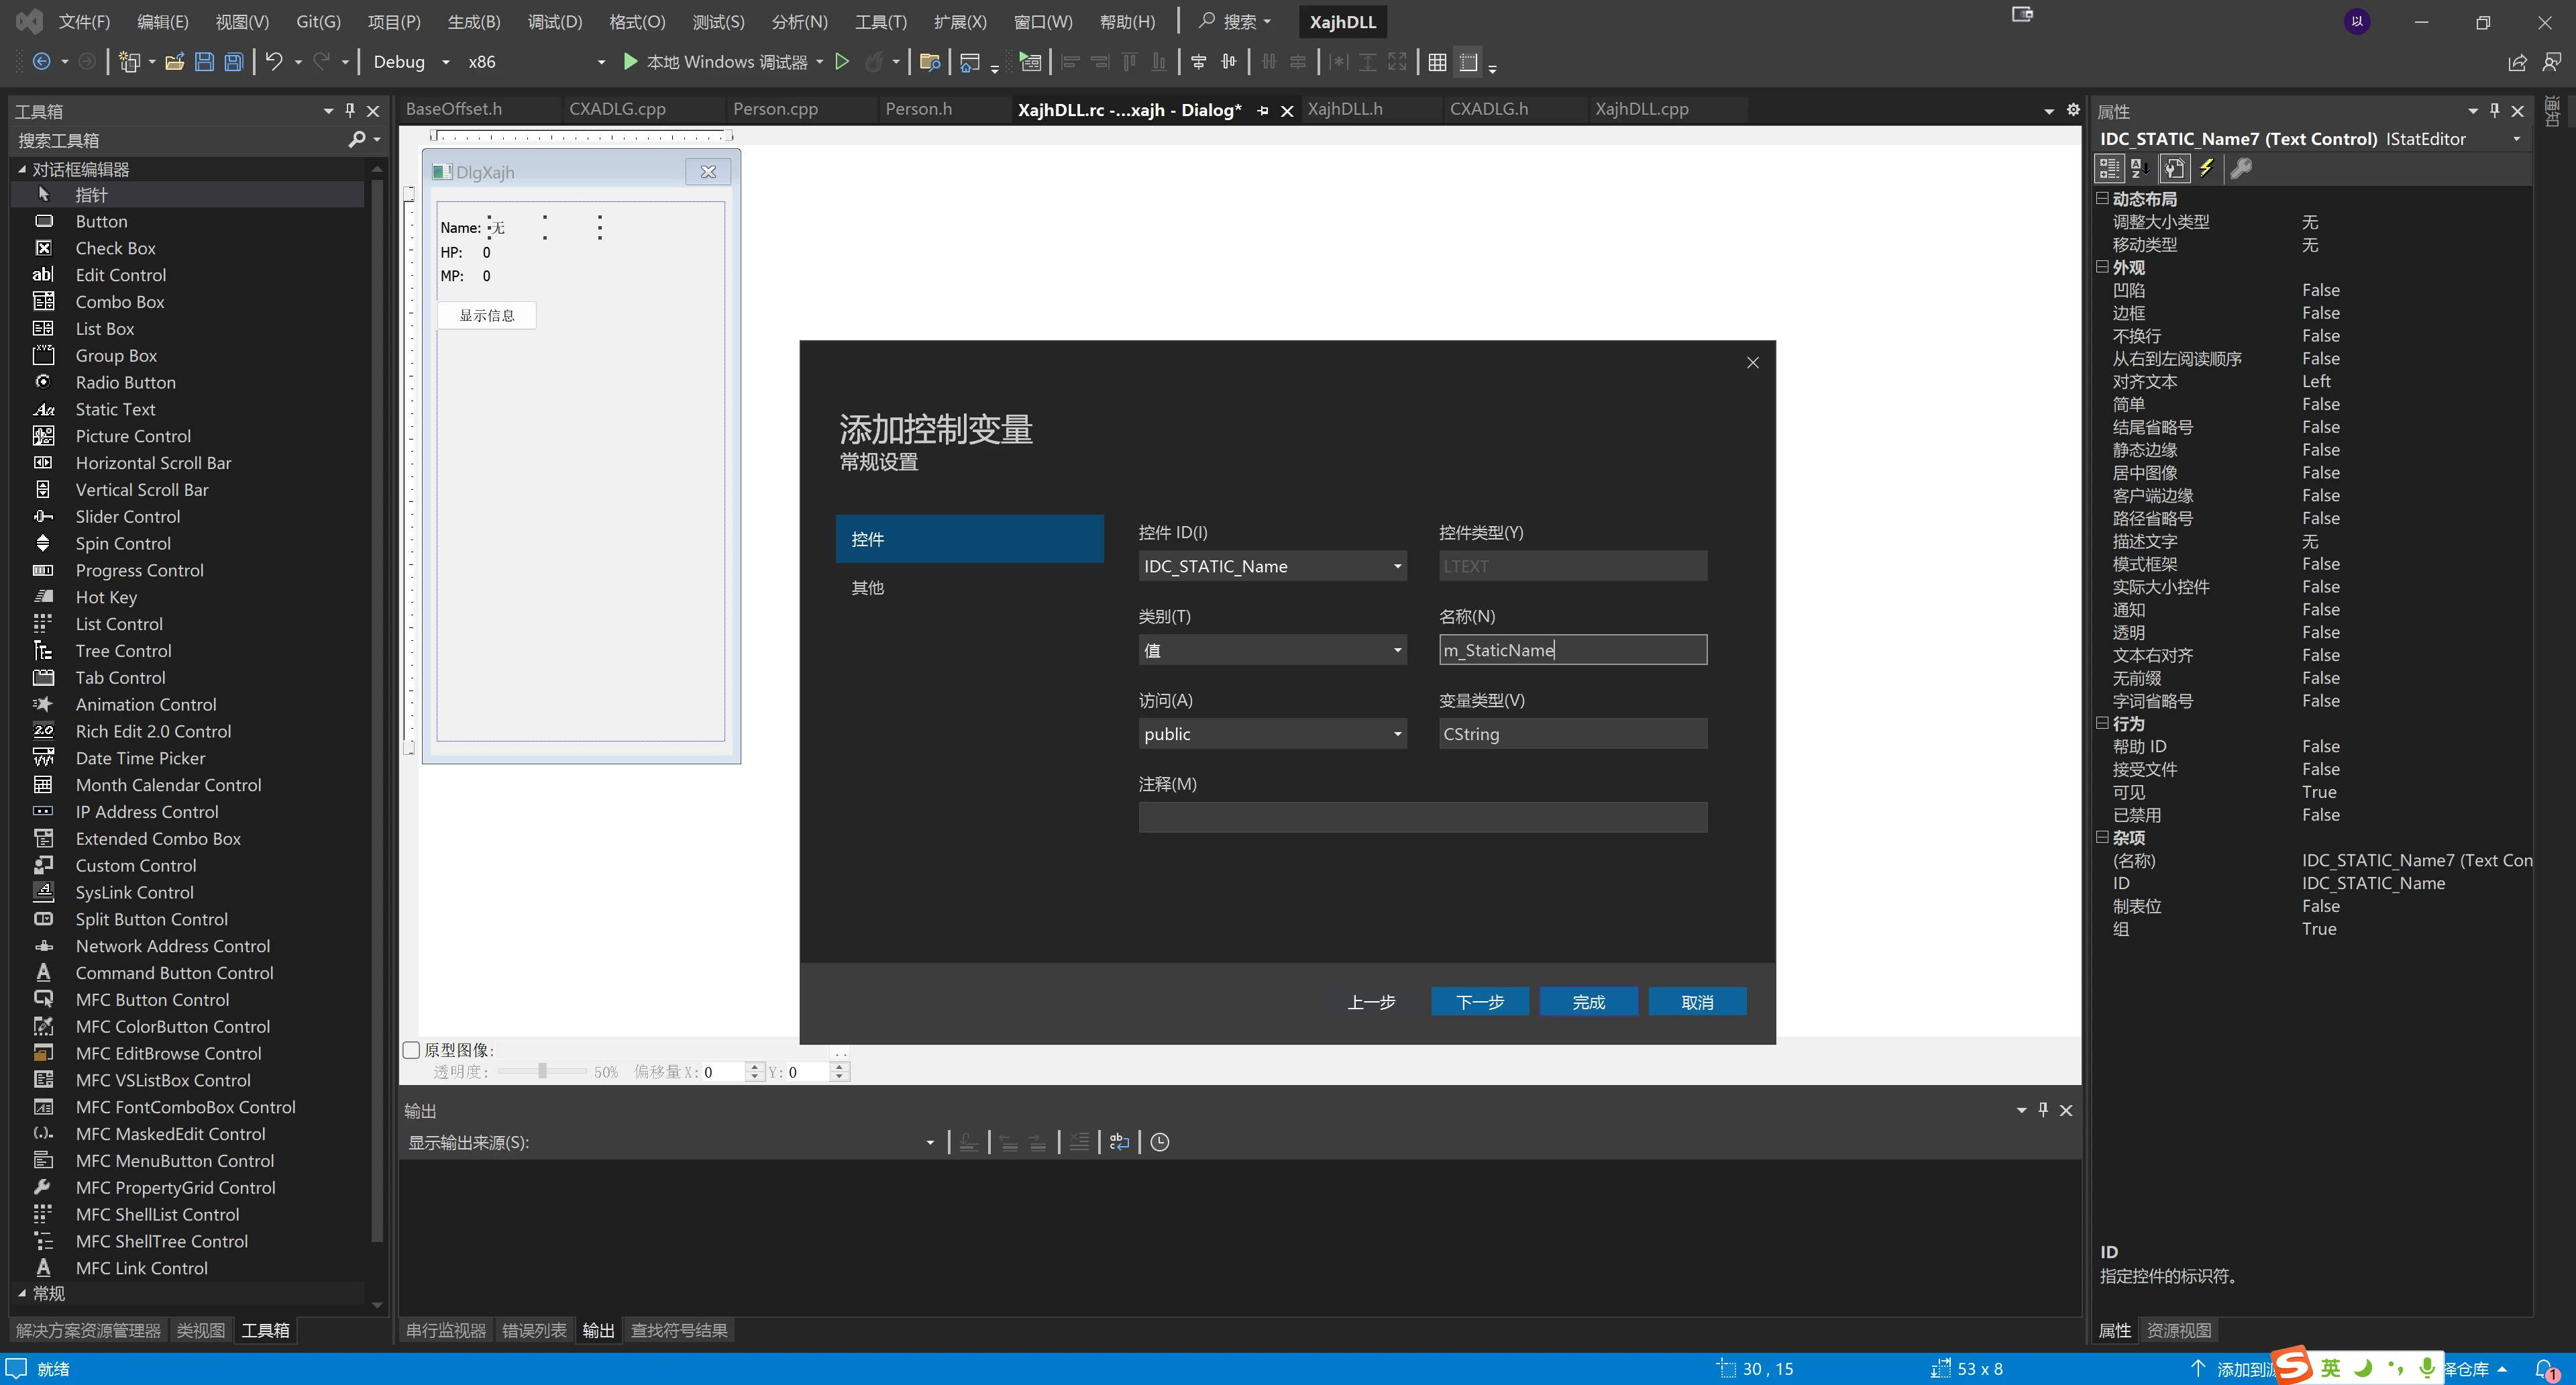 文件(F) 编辑(E) 视图(V) Git(G) 项目(P) 生成(B) 调试(D) 格式(O) 测试(S) 分析(N) 工具(T) 扩展(X) 窗口(W) 帮助(H) 搜索 XajhDLL 以
Debug x86 本地 Windows 调试器
工具箱
搜索工具箱
对话框编辑器
指针
Button
Check Box
Edit Control
Combo Box
List Box
Group Box
Radio Button
Static Text
Picture Control
Horizontal Scroll Bar
Vertical Scroll Bar
Slider Control
Spin Control
Progress Control
Hot Key
List Control
Tree Control
Tab Control
Animation Control
Rich Edit 2.0 Control
Date Time Picker
Month Calendar Control
IP Address Control
Extended Combo Box
Custom Control
SysLink Control
Split Button Control
Network Address Control
Command Button Control
MFC Button Control
MFC ColorButton Control
MFC EditBrowse Control
MFC VSListBox Control
MFC FontComboBox Control
MFC MaskedEdit Control
MFC MenuButton Control
MFC PropertyGrid Control
MFC ShellList Control
MFC ShellTree Control
MFC Link Control
常规
解决方案资源管理器 类视图 工具箱
BaseOffset.h CXADLG.cpp Person.cpp Person.h XajhDLL.rc -...xajh - Dialog* XajhDLL.h CXADLG.h XajhDLL.cpp
DlgXajh
Name: 无
HP: 0
MP: 0
显示信息
添加控制变量
常规设置
控件
其他
控件 ID(I) 控件类型(Y)
IDC_STATIC_Name LTEXT
类别(T) 名称(N)
值 m_StaticName
访问(A) 变量类型(V)
public CString
注释(M)
上一步 下一步 完成 取消
原型图像: ..
透明度: 50% 偏移量 X: 0 Y: 0
输出
显示输出来源(S):
串行监视器 错误列表 输出 查找符号结果
属性
IDC_STATIC_Name7 (Text Control) IStatEditor
动态布局
调整大小类型 无
移动类型 无
外观
凹陷 False
边框 False
不换行 False
从右到左阅读顺序 False
对齐文本 Left
简单 False
结尾省略号 False
静态边缘 False
居中图像 False
客户端边缘 False
路径省略号 False
描述文字 无
模式框架 False
实际大小控件 False
通知 False
透明 False
文本右对齐 False
无前缀 False
字词省略号 False
行为
帮助 ID False
接受文件 False
可见 True
已禁用 False
杂项
(名称) IDC_STATIC_Name7 (Text Con
ID IDC_STATIC_Name
制表位 False
组 True
ID
指定控件的标识符。
属性 资源视图
通知
就绪 30 , 15 53 x 8 添加到 英 择仓库 1